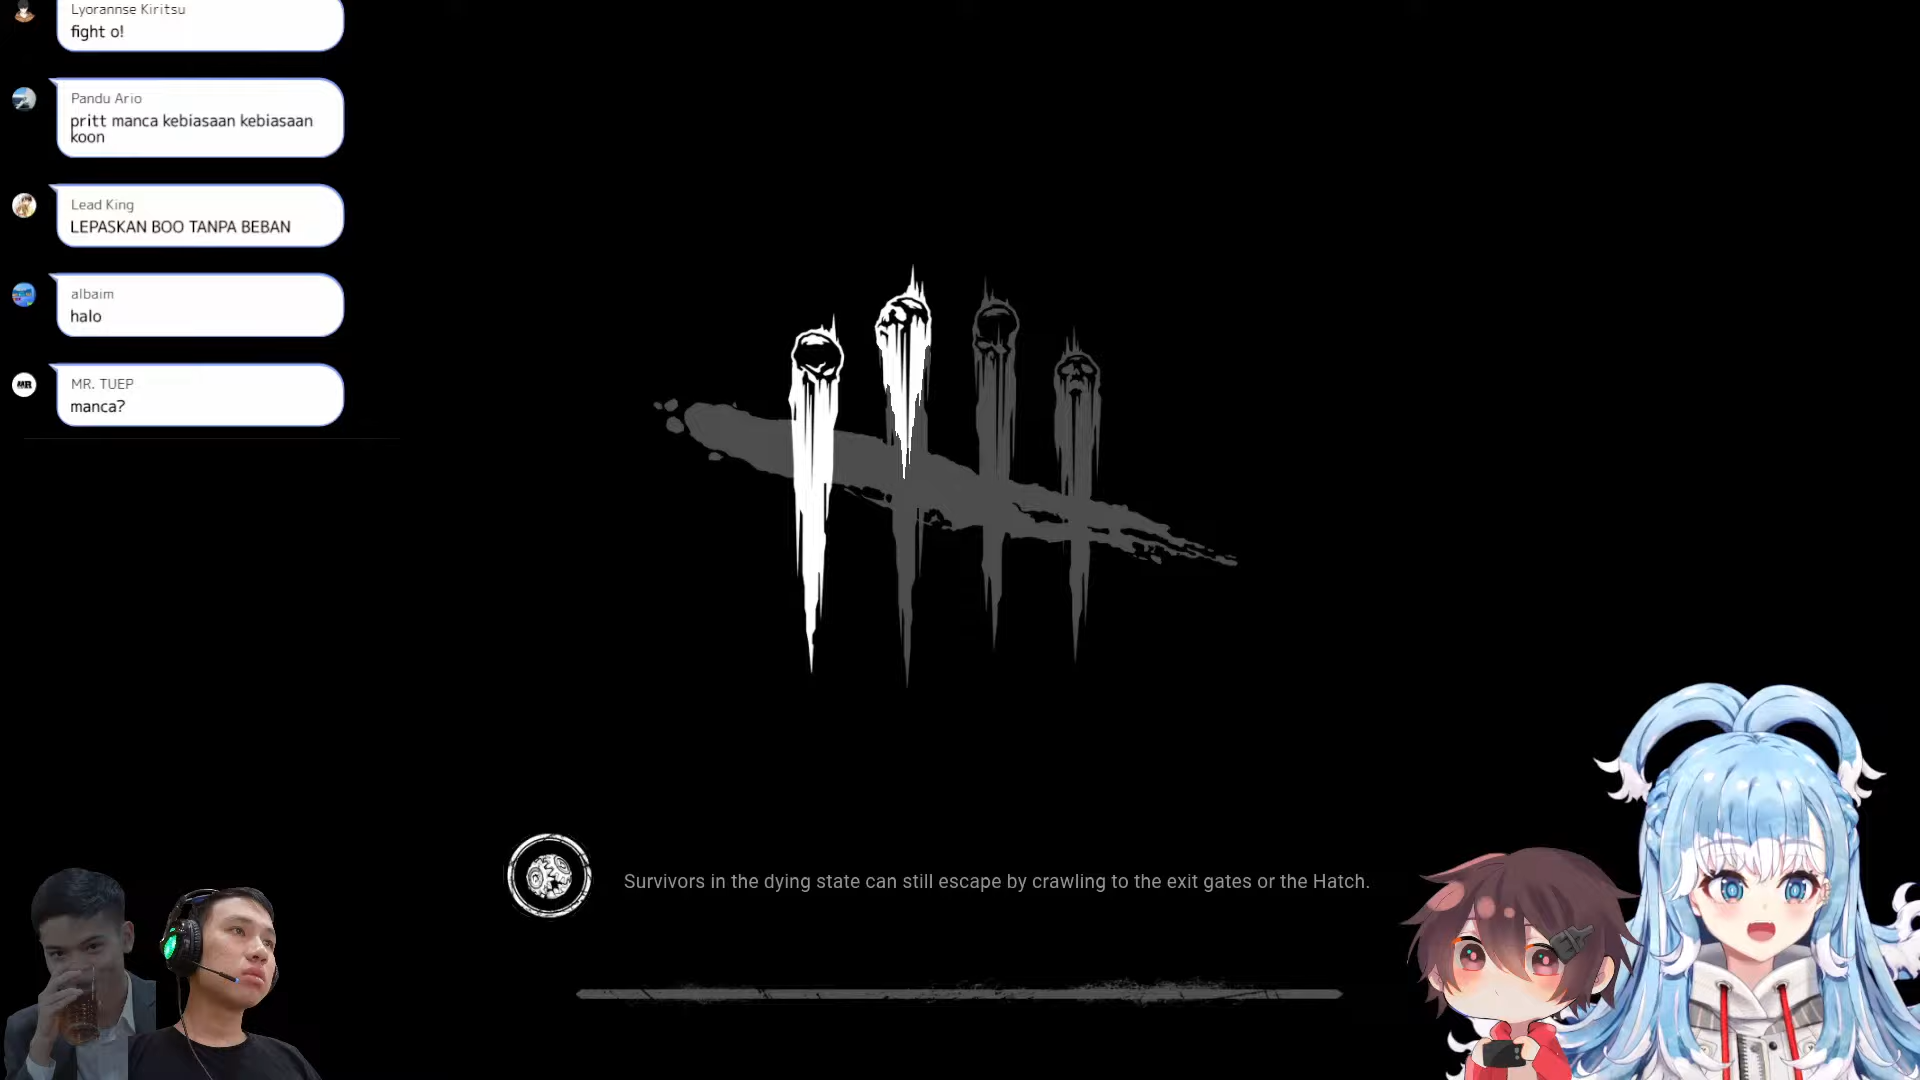 Lyorannse Kiritsu
fight o!
Pandu Ario
pritt manca kebiasaan kebiasaan
koon
Lead King
LEPASKAN BOO TANPA BEBAN
albaim
halo
MR
MR. TUEP
manca?
Survivors in the dying state can still escape by crawling to the exit gates or the Hatch.